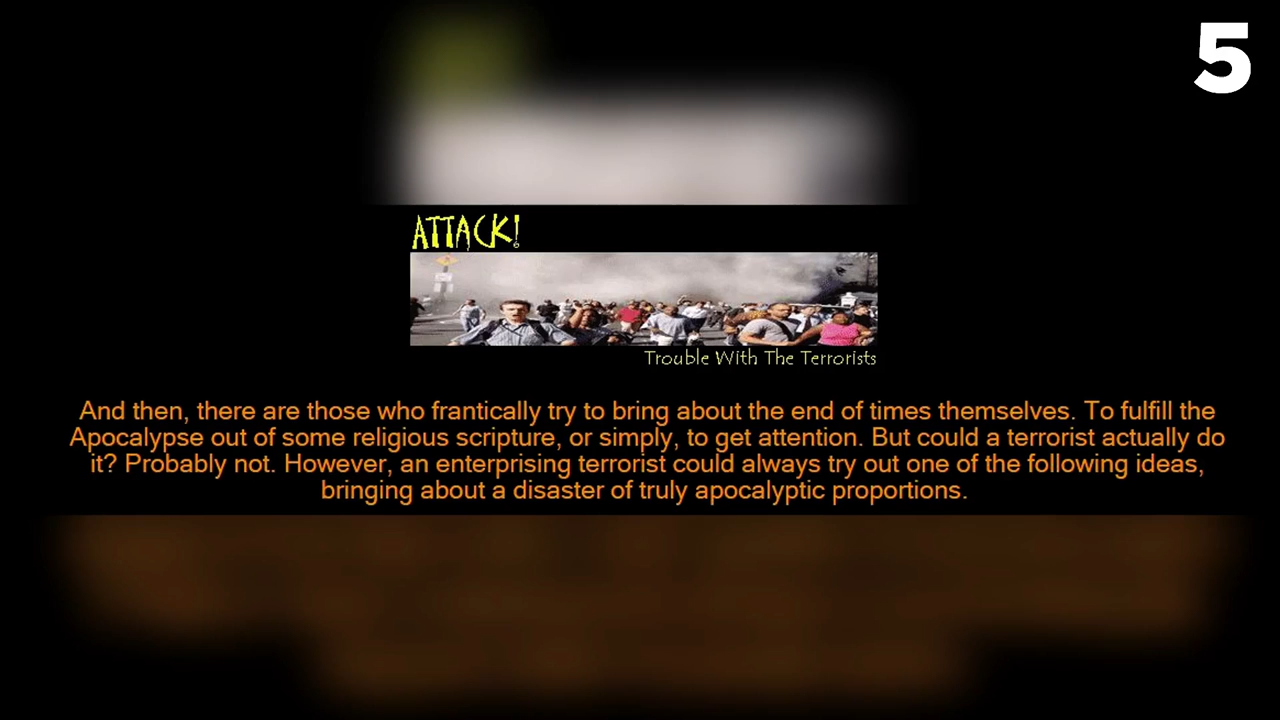 5
ATTACK!
Trouble With The Terrorists
And then, there are those who frantically try to bring about the end of times themselves. To fulfill the
Apocalypse out of some religious scripture, or simply, to get attention. But could a terrorist actually do
it? Probably not. However, an enterprising terrorist could always try out one of the following ideas,
bringing about a disaster of truly apocalyptic proportions.